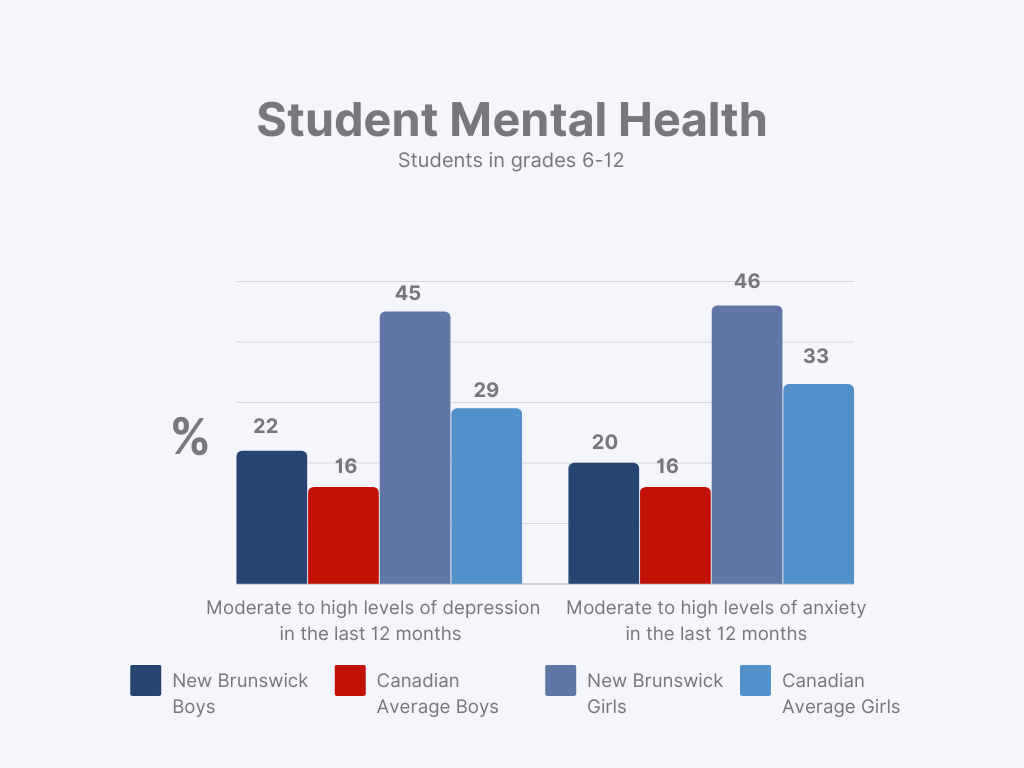 Student Mental Health
Students in grades 6-12
%
22
16
45
29
20
16
46
33
Moderate to high levels of depression
in the last 12 months
Moderate to high levels of anxiety
in the last 12 months
New Brunswick
Boys
Canadian
Average Boys
New Brunswick
Girls
Canadian
Average Girls